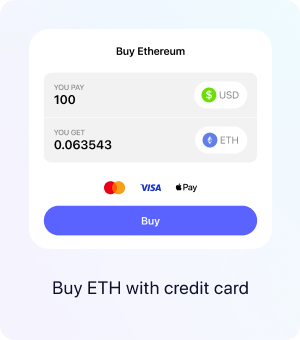 Buy Ethereum
YOU PAY
100
$ USD
YOU GET
0.063543
ETH
VISA
Pay
Buy
Buy ETH with credit card